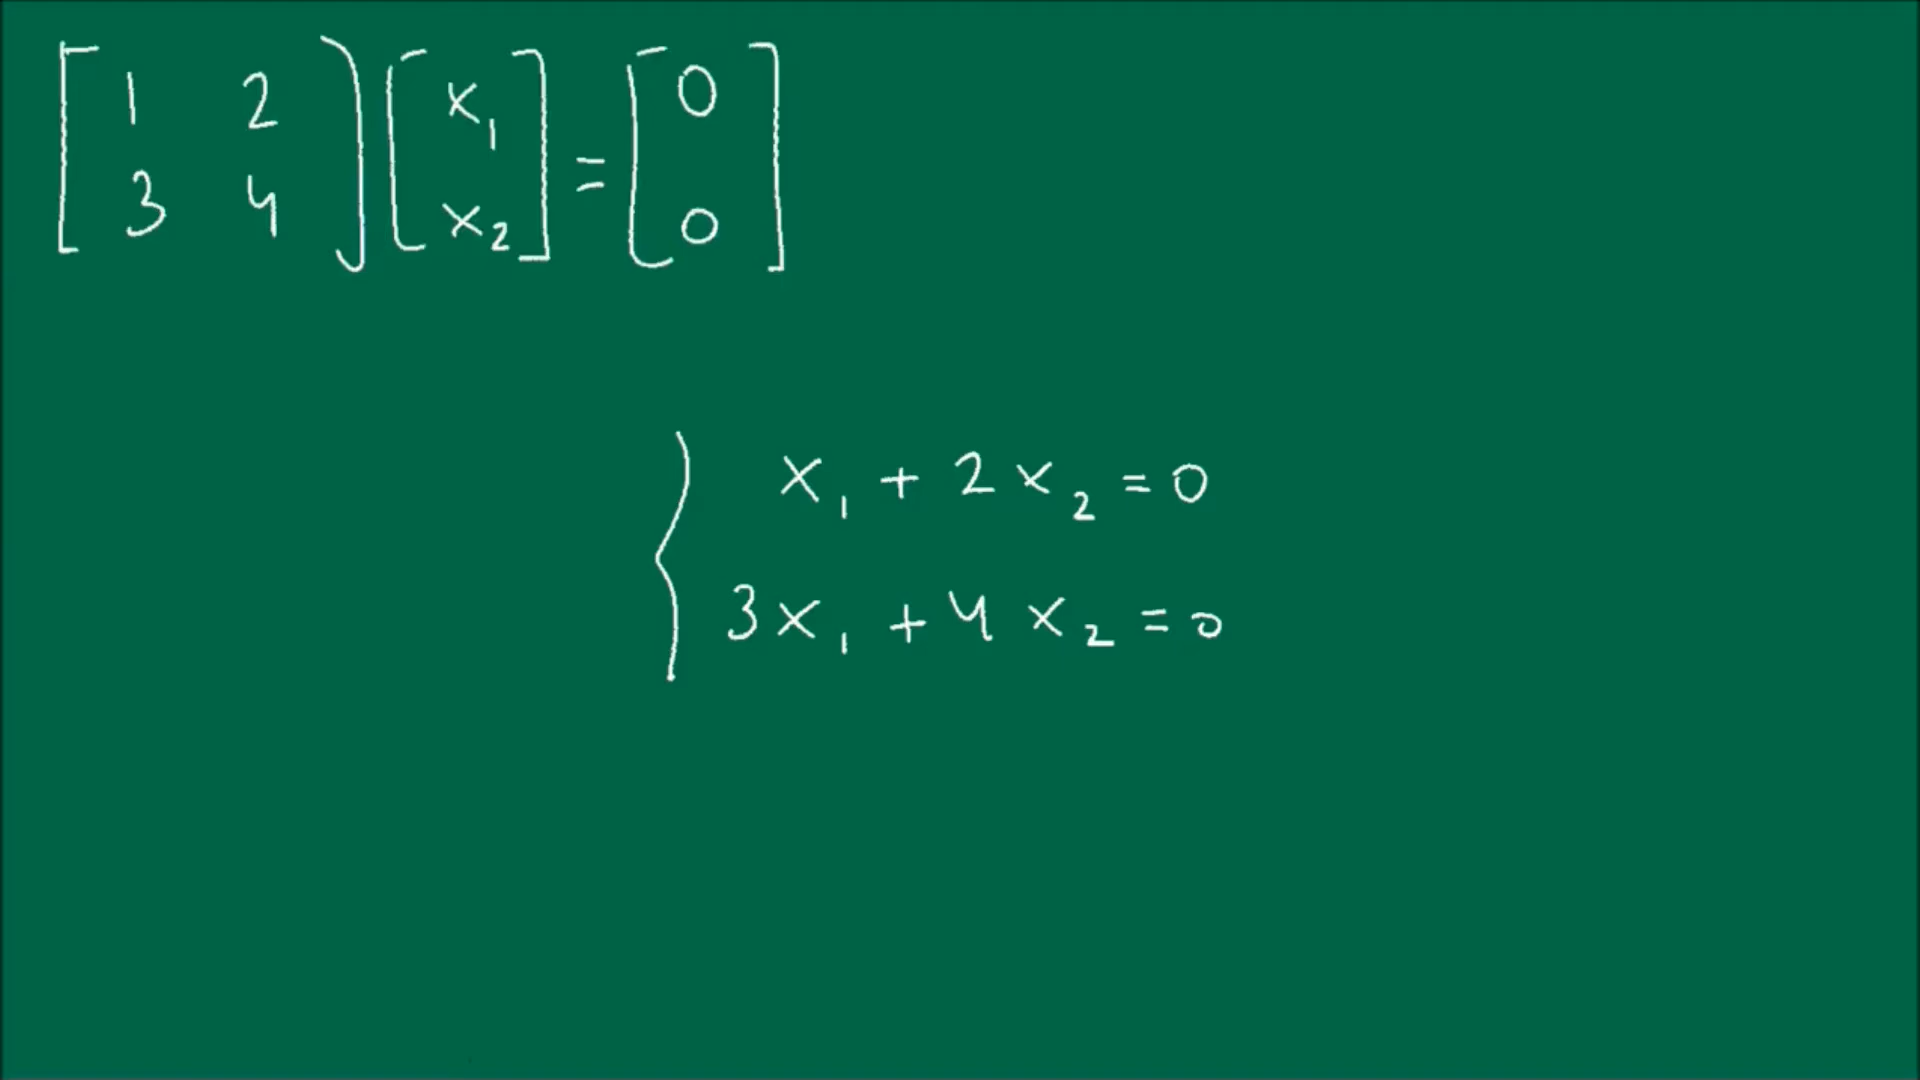 [1 2) [x₁ = [0
3 4 x₂] 0]
x₁ + 2x₂ = 0
3x₁ + 4x₂ = 0